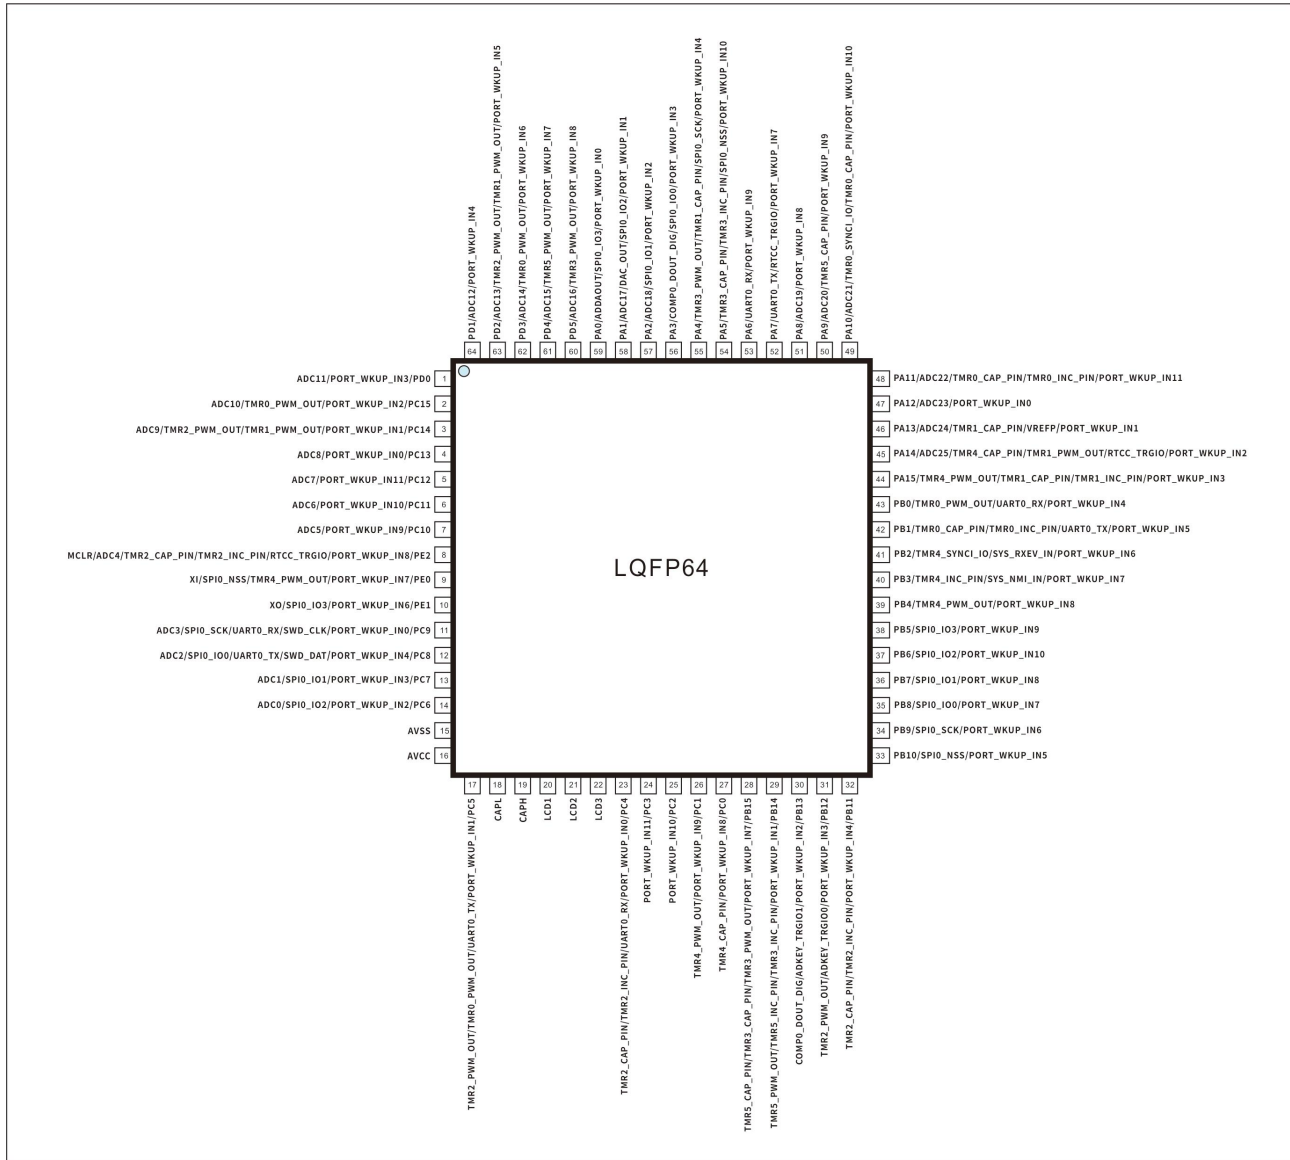 PD1/ADC12/PORT_WKUP_IN4
PD2/ADC13/TMR2_PWM_OUT/TMR1_PWM_OUT/PORT_WKUP_IN5
PD3/ADC14/TMR0_PWM_OUT/PORT_WKUP_IN6
PD4/ADC15/TMR5_PWM_OUT/PORT_WKUP_IN7
PD5/ADC16/TMR3_PWM_OUT/PORT_WKUP_IN8
PA0/ADDAOUT/SPI0_IO3/PORT_WKUP_IN0
PA1/ADC17/DAC_OUT/SPI0_IO2/PORT_WKUP_IN1
PA2/ADC18/SPI0_IO1/PORT_WKUP_IN2
PA3/COMP0_DOUT_DIG/SPI0_IO0/PORT_WKUP_IN3
PA4/TMR3_PWM_OUT/TMR1_CAP_PIN/SPI0_SCK/PORT_WKUP_IN4
PA5/TMR3_CAP_PIN/TMR3_INC_PIN/SPI0_NSS/PORT_WKUP_IN10
PA6/UART0_RX/PORT_WKUP_IN9
PA7/UART0_TX/RTCC_TRGIO/PORT_WKUP_IN7
PA8/ADC19/PORT_WKUP_IN8
PA9/ADC20/TMR5_CAP_PIN/PORT_WKUP_IN9
PA10/ADC21/TMR0_SYNCI_IO/TMR0_CAP_PIN/PORT_WKUP_IN10
64 63 62 61 60 59 58 57 56 55 54 53 52 51 50 49
ADC11/PORT_WKUP_IN3/PD0 1
ADC10/TMR0_PWM_OUT/PORT_WKUP_IN2/PC15 2
ADC9/TMR2_PWM_OUT/TMR1_PWM_OUT/PORT_WKUP_IN1/PC14 3
ADC8/PORT_WKUP_IN0/PC13 4
ADC7/PORT_WKUP_IN11/PC12 5
ADC6/PORT_WKUP_IN10/PC11 6
ADC5/PORT_WKUP_IN9/PC10 7
MCLR/ADC4/TMR2_CAP_PIN/TMR2_INC_PIN/RTCC_TRGIO/PORT_WKUP_IN8/PE2 8
XI/SPI0_NSS/TMR4_PWM_OUT/PORT_WKUP_IN7/PE0 9
XO/SPI0_IO3/PORT_WKUP_IN6/PE1 10
ADC3/SPI0_SCK/UART0_RX/SWD_CLK/PORT_WKUP_IN0/PC9 11
ADC2/SPI0_IO0/UART0_TX/SWD_DAT/PORT_WKUP_IN4/PC8 12
ADC1/SPI0_IO1/PORT_WKUP_IN3/PC7 13
ADC0/SPI0_IO2/PORT_WKUP_IN2/PC6 14
AVSS 15
AVCC 16
LQFP64
48 PA11/ADC22/TMR0_CAP_PIN/TMR0_INC_PIN/PORT_WKUP_IN11
47 PA12/ADC23/PORT_WKUP_IN0
46 PA13/ADC24/TMR1_CAP_PIN/VREFP/PORT_WKUP_IN1
45 PA14/ADC25/TMR4_CAP_PIN/TMR1_PWM_OUT/RTCC_TRGIO/PORT_WKUP_IN2
44 PA15/TMR4_PWM_OUT/TMR1_CAP_PIN/TMR1_INC_PIN/PORT_WKUP_IN3
43 PB0/TMR0_PWM_OUT/UART0_RX/PORT_WKUP_IN4
42 PB1/TMR0_CAP_PIN/TMR0_INC_PIN/UART0_TX/PORT_WKUP_IN5
41 PB2/TMR4_SYNCI_IO/SYS_RXEV_IN/PORT_WKUP_IN6
40 PB3/TMR4_INC_PIN/SYS_NMI_IN/PORT_WKUP_IN7
39 PB4/TMR4_PWM_OUT/PORT_WKUP_IN8
38 PB5/SPI0_IO3/PORT_WKUP_IN9
37 PB6/SPI0_IO2/PORT_WKUP_IN10
36 PB7/SPI0_IO1/PORT_WKUP_IN8
35 PB8/SPI0_IO0/PORT_WKUP_IN7
34 PB9/SPI0_SCK/PORT_WKUP_IN6
33 PB10/SPI0_NSS/PORT_WKUP_IN5
17 18 19 20 21 22 23 24 25 26 27 28 29 30 31 32
TMR2_PWM_OUT/TMR0_PWM_OUT/UART0_TX/PORT_WKUP_IN1/PC5
CAPL
CAPH
LCD1
LCD2
LCD3
TMR2_CAP_PIN/TMR2_INC_PIN/UART0_RX/PORT_WKUP_IN0/PC4
PORT_WKUP_IN11/PC3
PORT_WKUP_IN10/PC2
TMR4_PWM_OUT/PORT_WKUP_IN9/PC1
TMR4_CAP_PIN/PORT_WKUP_IN8/PC0
TMR5_CAP_PIN/TMR3_CAP_PIN/TMR3_PWM_OUT/PORT_WKUP_IN7/PB15
TMR5_PWM_OUT/TMR5_INC_PIN/TMR3_INC_PIN/PORT_WKUP_IN1/PB14
COMP0_DOUT_DIG/ADKEY_TRGIO1/PORT_WKUP_IN2/PB13
TMR2_PWM_OUT/ADKEY_TRGIO0/PORT_WKUP_IN3/PB12
TMR2_CAP_PIN/TMR2_INC_PIN/PORT_WKUP_IN4/PB11